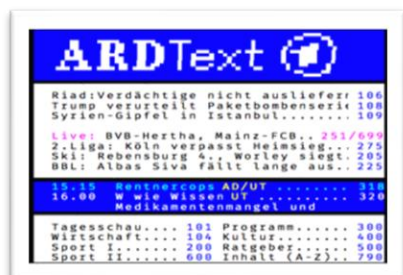 ARDText
Riad:Verdächtige nicht ausliefern 106
Trump verurteilt Paketbombenserie 108
Syrien-Gipfel in Istanbul......... 109
Live: BVB-Hertha, Mainz-FCB.. 251/699
2.Liga: Köln verpasst Heimsieg... 275
Ski: Rebensburg 4., Worley siegt. 205
BBL: Albas Siva fällt lange aus.. 225
15.15 Rentnercops AD/UT ......... 318
16.00 W wie Wissen UT .......... 320
Medikamentenmangel und
Tagesschau.... 101 Programm...... 300
Wirtschaft.... 104 Kultur........ 400
Sport I....... 200 Ratgeber...... 500
Sport II...... 600 Inhalt (A-Z).. 790